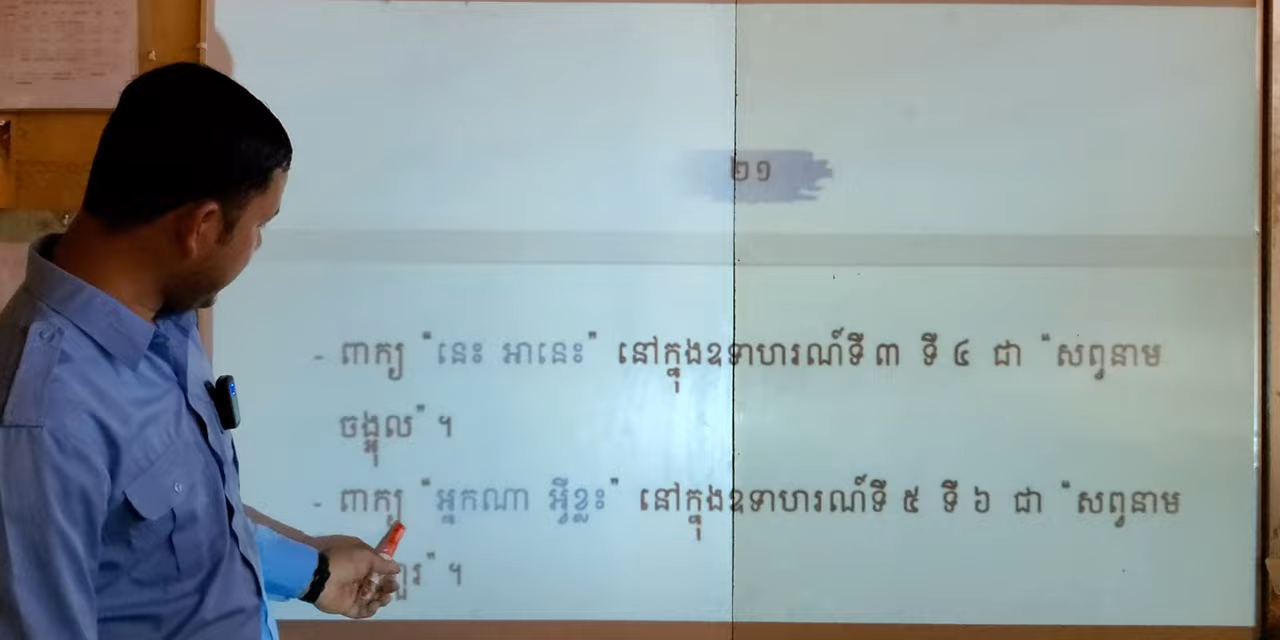 ២១
- ពាក្យ "នេះ អានេះ" នៅក្នុងឧទាហរណ៍ទី ៣ ទី ៤ ជា "សព្វនាម
ចង្អុល" ។
- ពាក្យ "អ្នកណា អ្វីខ្លះ" នៅក្នុងឧទាហរណ៍ទី ៥ ទី ៦ ជា "សព្វនាម
" ។